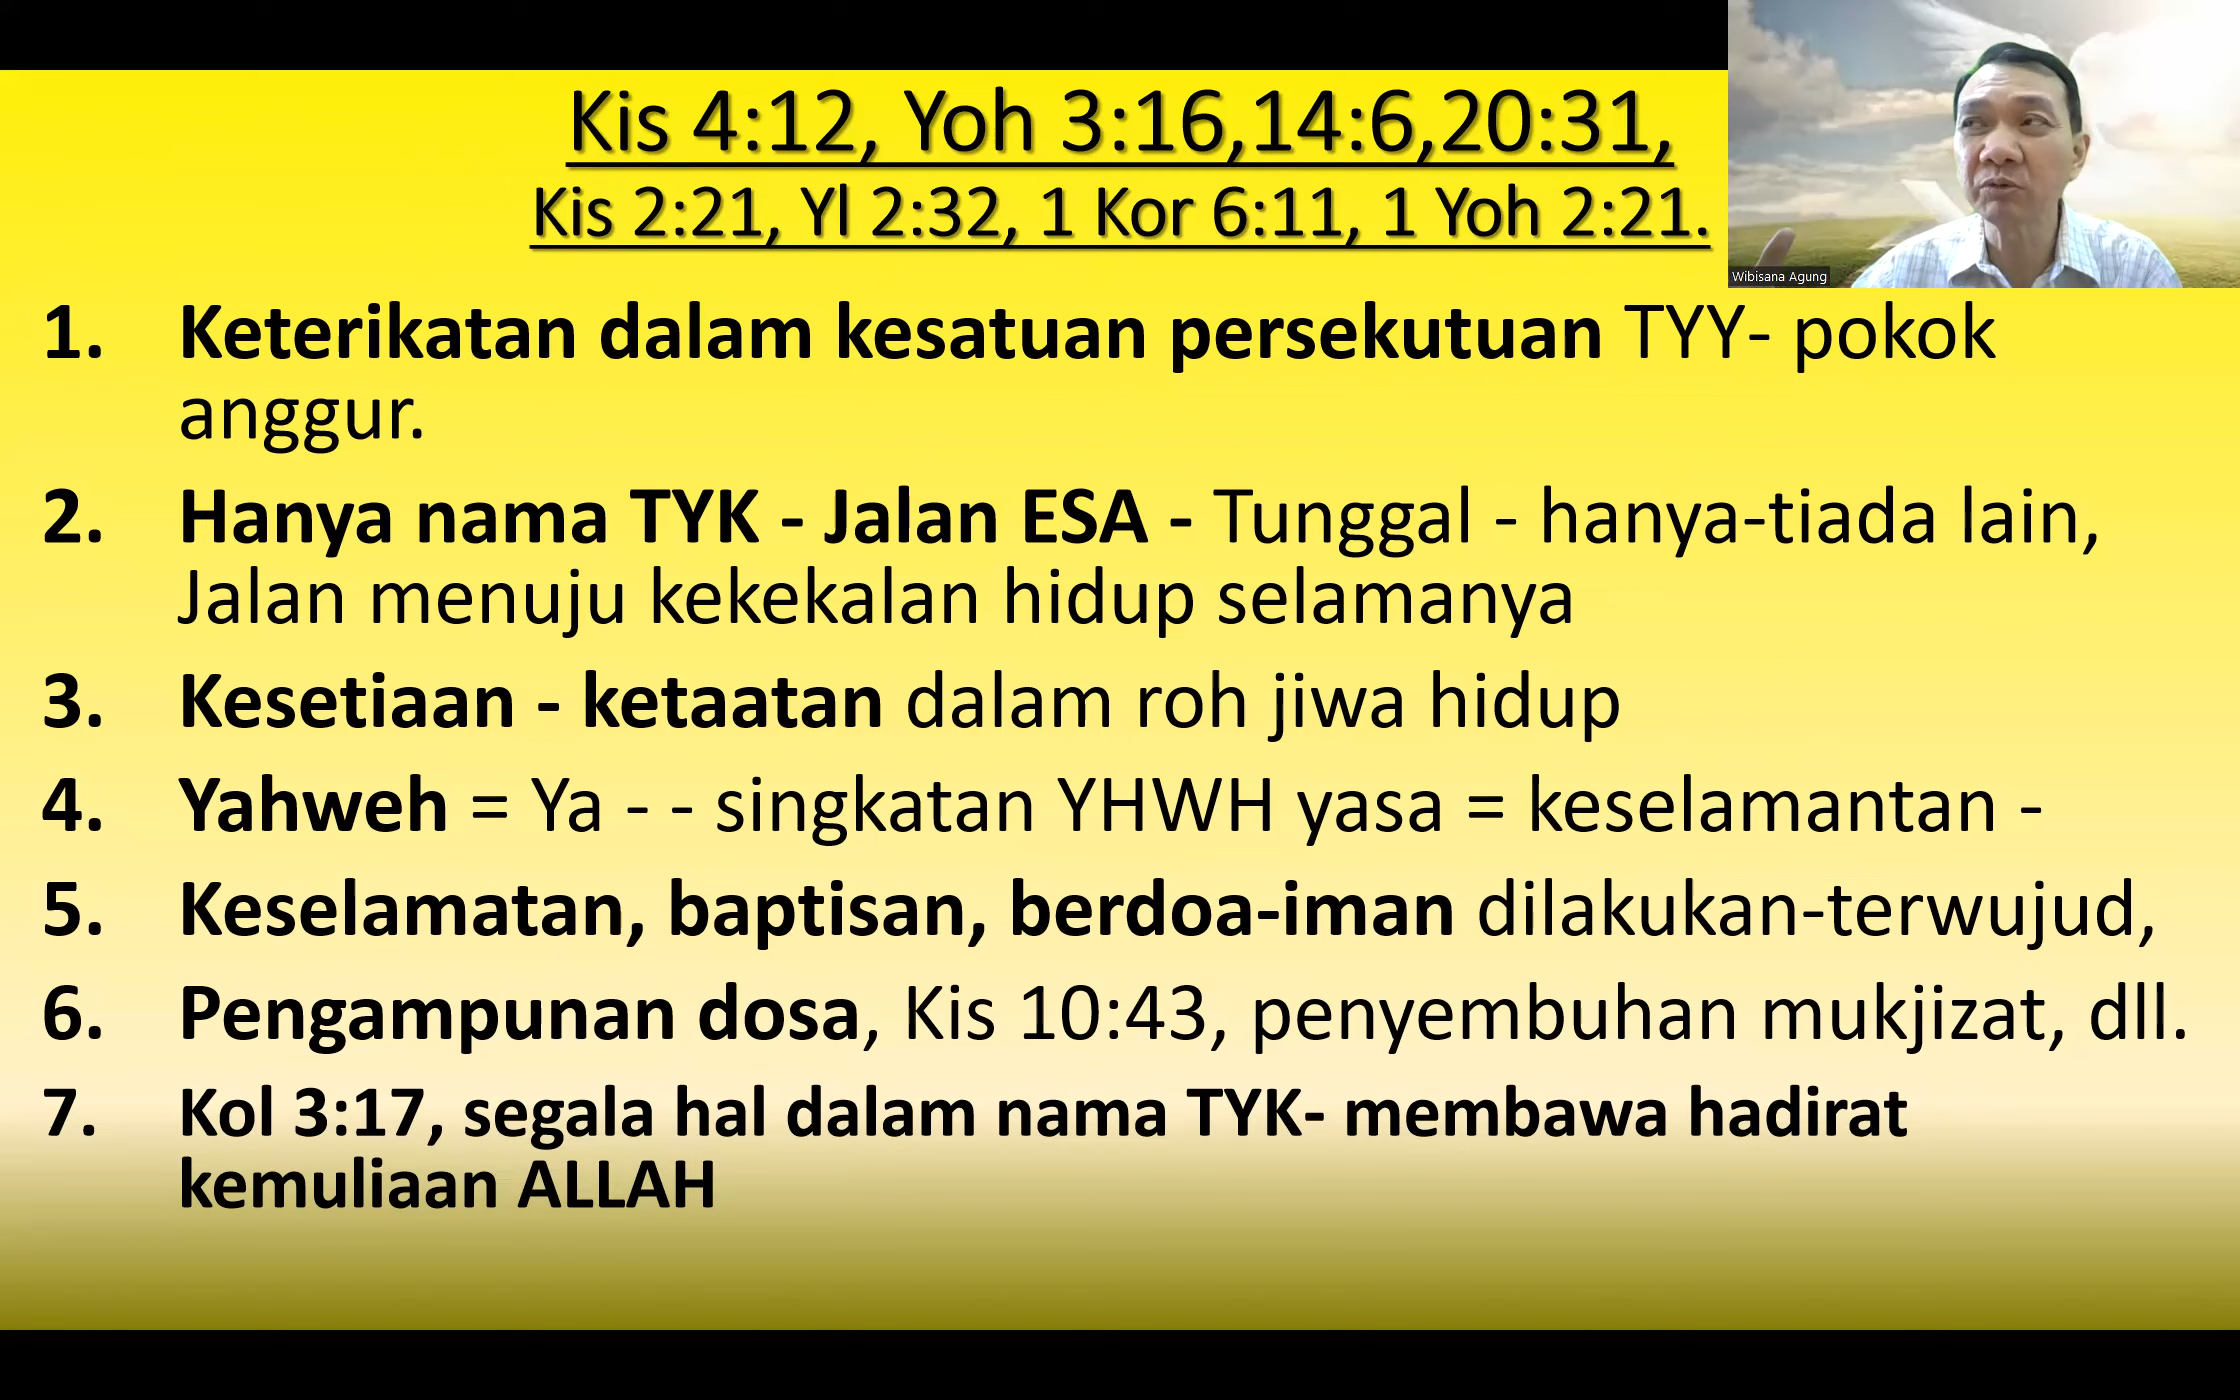 Kis 4:12, Yoh 3:16,14:6,20:31,
Kis 2:21, Yl 2:32, 1 Kor 6:11, 1 Yoh 2:21.
Wibisana Agung
1. Keterikatan dalam kesatuan persekutuan TYY- pokok
anggur.
2. Hanya nama TYK - Jalan ESA - Tunggal - hanya-tiada lain,
Jalan menuju kekekalan hidup selamanya
3. Kesetiaan - ketaatan dalam roh jiwa hidup
4. Yahweh = Ya - - singkatan YHWH yasa = keselamantan -
5. Keselamatan, baptisan, berdoa-iman dilakukan-terwujud,
6. Pengampunan dosa, Kis 10:43, penyembuhan mukjizat, dll.
7. Kol 3:17, segala hal dalam nama TYK- membawa hadirat
kemuliaan ALLAH